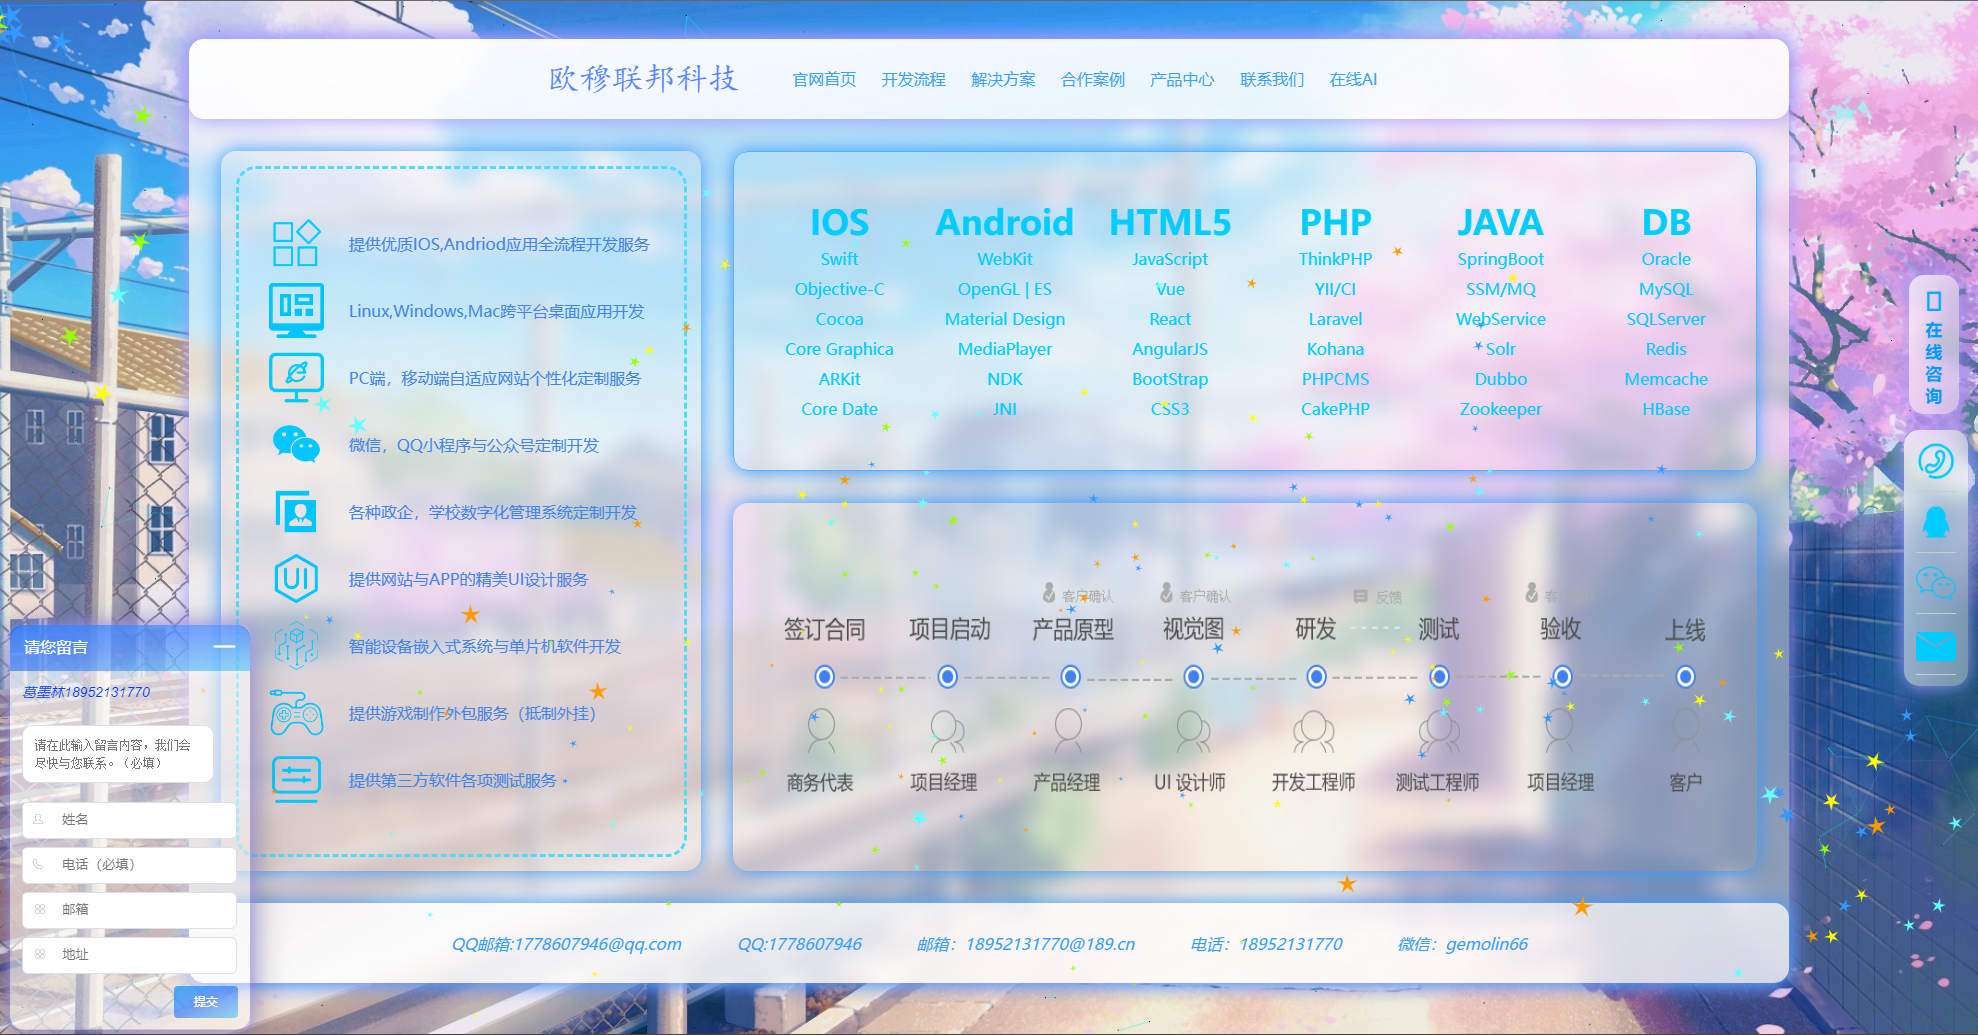 欧穆联邦科技
官网首页 开发流程 解决方案 合作案例 产品中心 联系我们 在线AI
提供优质IOS,Andriod应用全流程开发服务
Linux,Windows,Mac跨平台桌面应用开发
PC端，移动端自适应网站个性化定制服务
微信，QQ小程序与公众号定制开发
各种政企，学校数字化管理系统定制开发
UI
提供网站与APP的精美UI设计服务
智能设备嵌入式系统与单片机软件开发
提供游戏制作外包服务（抵制外挂）
提供第三方软件各项测试服务
IOS Android HTML5 PHP JAVA DB
Swift WebKit JavaScript ThinkPHP SpringBoot Oracle
Objective-C OpenGL | ES Vue YII/CI SSM/MQ MySQL
Cocoa Material Design React Laravel WebService SQLServer
Core Graphica MediaPlayer AngularJS Kohana Solr Redis
ARKit NDK BootStrap PHPCMS Dubbo Memcache
Core Date JNI CSS3 CakePHP Zookeeper HBase
客户确认 客户确认 反馈 客户确认
签订合同 项目启动 产品原型 视觉图 研发 测试 验收 上线
商务代表 项目经理 产品经理 UI 设计师 开发工程师 测试工程师 项目经理 客户
QQ邮箱:1778607946@qq.com QQ:1778607946 邮箱：18952131770@189.cn 电话：18952131770 微信：gemolin66
请您留言
葛墨林18952131770
请在此输入留言内容，我们会
尽快与您联系。（必填）
姓名
电话（必填）
邮箱
地址
提交
在线咨询